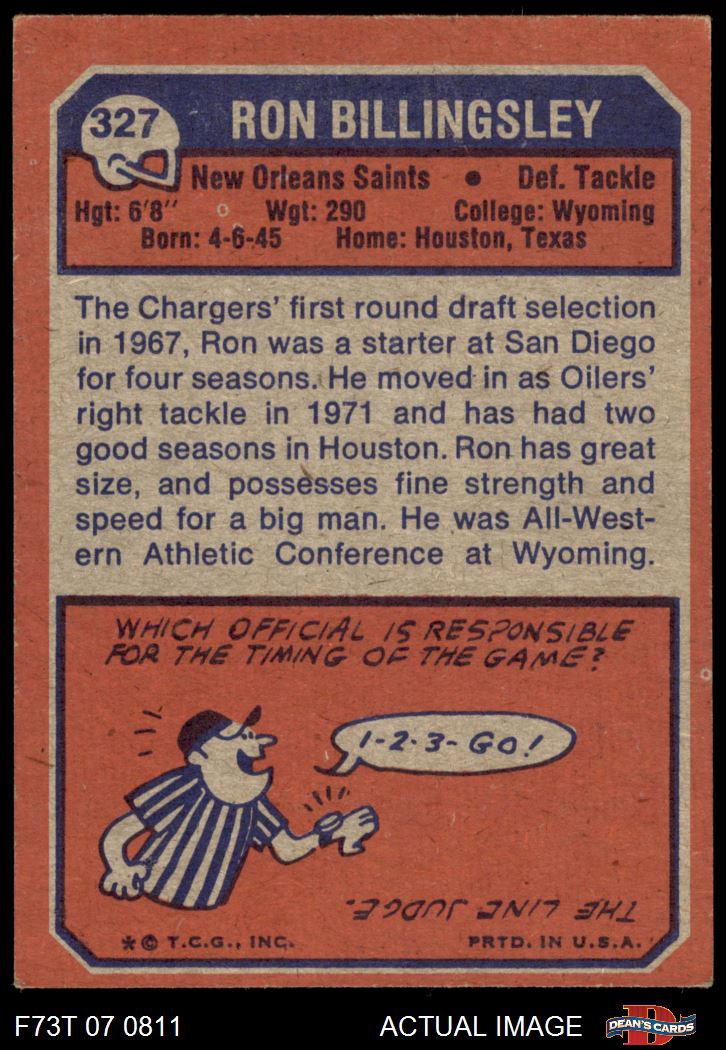 327
RON BILLINGSLEY
New Orleans Saints • Def. Tackle
Hgt: 6'8" Wgt: 290 College: Wyoming
Born: 4-6-45 Home: Houston, Texas
The Chargers' first round draft selection
in 1967, Ron was a starter at San Diego
for four seasons. He moved in as Oilers'
right tackle in 1971 and has had two
good seasons in Houston. Ron has great
size, and possesses fine strength and
speed for a big man. He was All-West-
ern Athletic Conference at Wyoming.
WHICH OFFICIAL IS RESPONSIBLE
FOR THE TIMING OF THE GAME?
1-2-3-GO!
THE LINE JUDGE.
*© T.C.G., INC. PRTD. IN U.S.A.
F73T 07 0811 ACTUAL IMAGE
D
DEAN'S CARDS